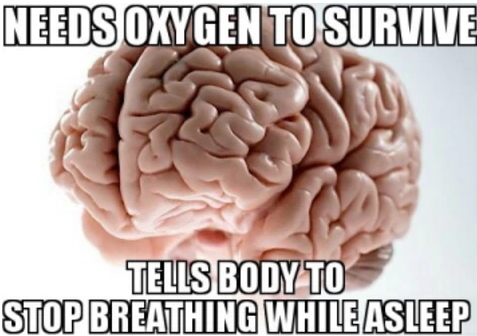 NEEDS OXYGEN TO SURVIVE
TELLS BODY TO
STOP BREATHING WHILE ASLEEP